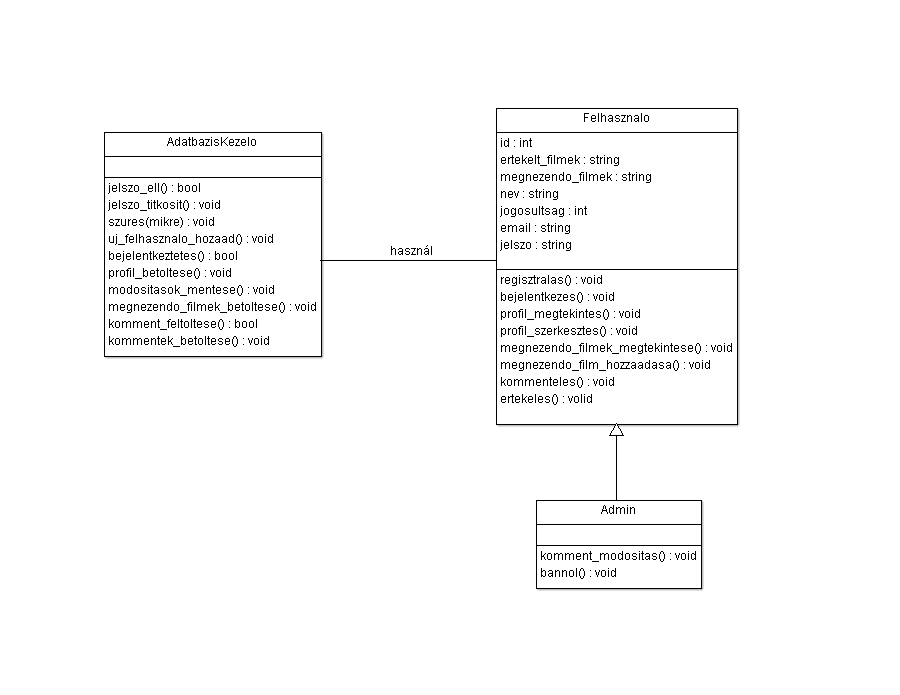 AdatbazisKezelo
jelszo_ell() : bool
jelszo_titkosit() : void
szures(mikre) : void
uj_felhasznalo_hozaad() : void
bejelentkeztetes() : bool
profil_betoltese() : void
modositasok_mentese() : void
megnezendo_filmek_betoltese() : void
komment_feltoltese() : bool
kommentek_betoltese() : void
használ
Felhasznalo
id : int
ertekelt_filmek : string
megnezendo_filmek : string
nev : string
jogosultsag : int
email : string
jelszo : string
regisztralas() : void
bejelentkezes() : void
profil_megtekintes() : void
profil_szerkesztes() : void
megnezendo_filmek_megtekintese() : void
megnezendo_film_hozzaadasa() : void
kommenteles() : void
ertekeles() : volid
Admin
komment_modositas() : void
bannol() : void